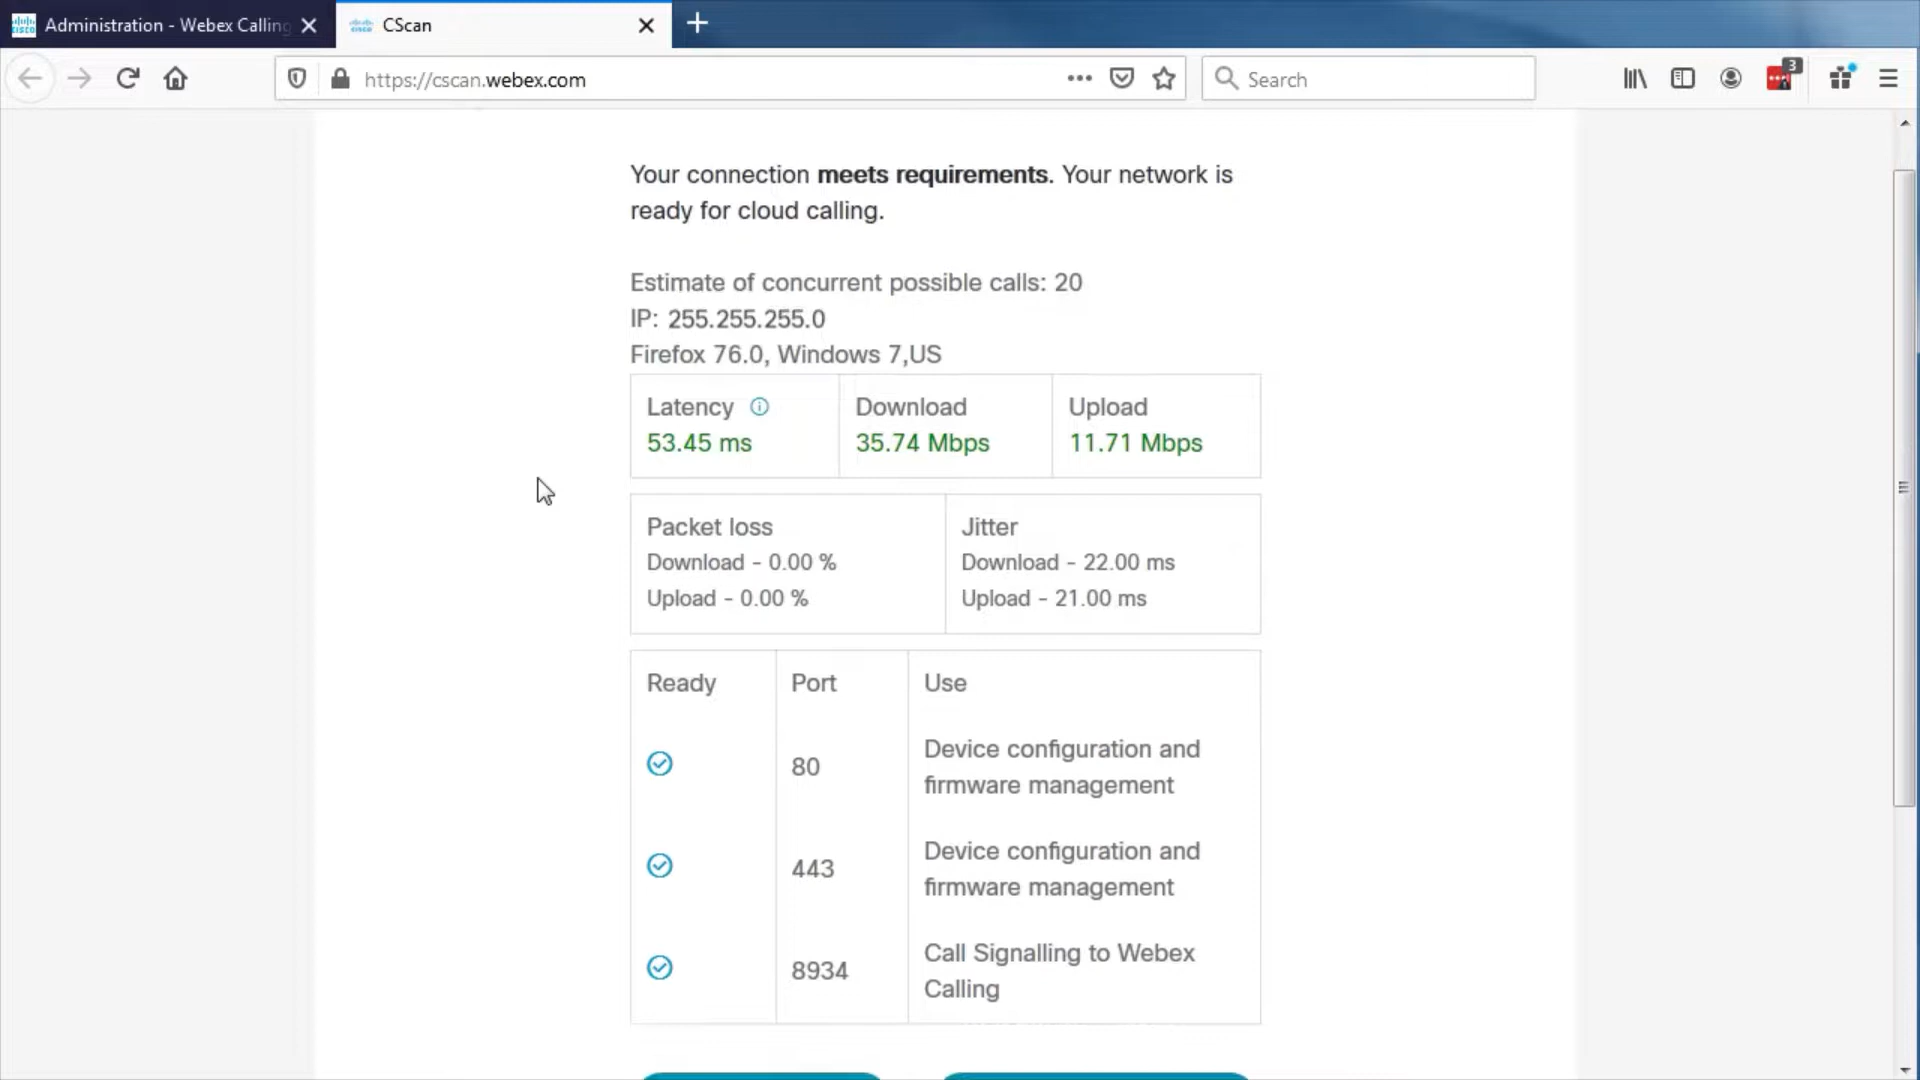 Administration - Webex Calling
CScan
https://cscan.webex.com
Search
3
Your connection meets requirements. Your network is
ready for cloud calling.
Estimate of concurrent possible calls: 20
IP: 255.255.255.0
Firefox 76.0, Windows 7,US
Latency Download Upload
53.45 ms 35.74 Mbps 11.71 Mbps
Packet loss Jitter
Download - 0.00 % Download - 22.00 ms
Upload - 0.00 % Upload - 21.00 ms
Ready Port Use
80 Device configuration and
firmware management
443 Device configuration and
firmware management
8934 Call Signalling to Webex
Calling